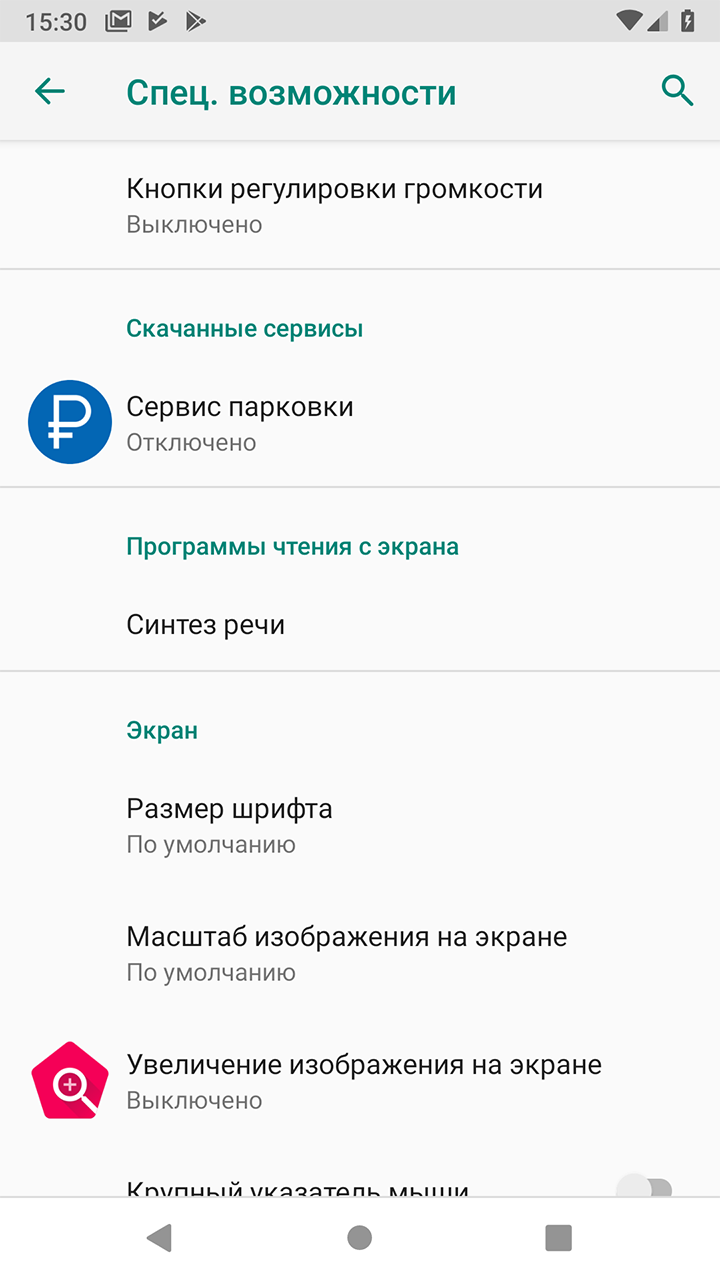 15:30
Спец. возможности
Кнопки регулировки громкости
Выключено
Скачанные сервисы
Сервис парковки
Отключено
Программы чтения с экрана
Синтез речи
Экран
Размер шрифта
По умолчанию
Масштаб изображения на экране
По умолчанию
Увеличение изображения на экране
Выключено
Крупный указатель мыши